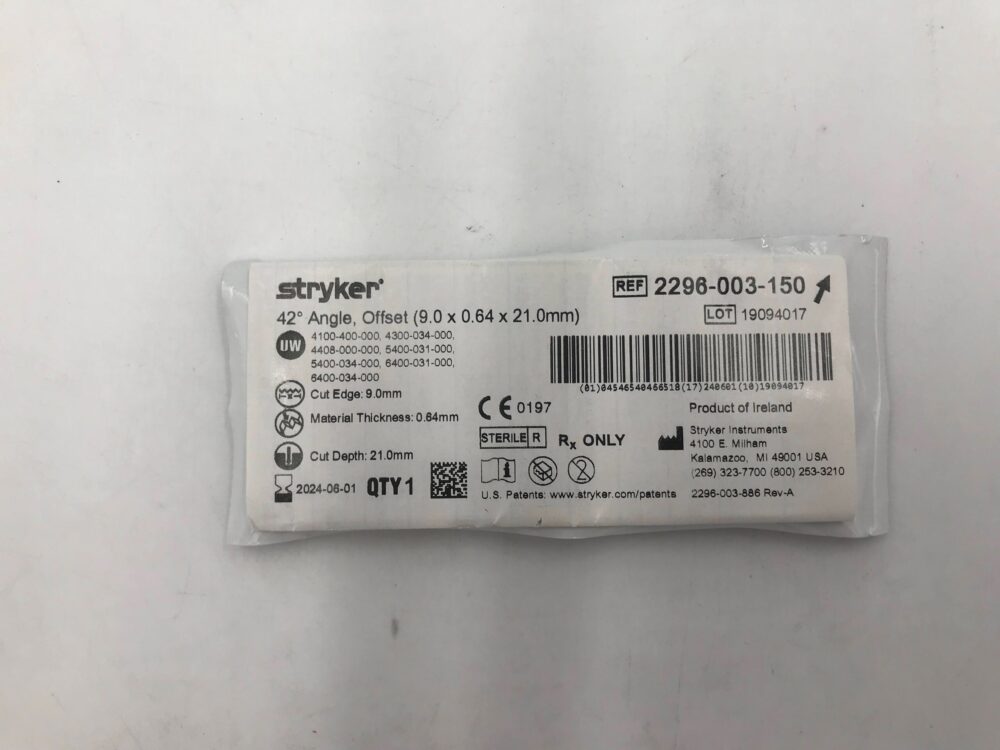 stryker®
REF 2296-003-150
42° Angle, Offset (9.0 x 0.64 x 21.0mm)
LOT 19094017
UW
4100-400-000, 4300-034-000,
4408-000-000, 5400-031-000,
5400-034-000, 6400-031-000,
6400-034-000
(01)04546540466518(17)240601(10)19094017
Cut Edge: 9.0mm
Material Thickness: 0.64mm
Cut Depth: 21.0mm
2024-06-01 QTY 1
CE 0197
STERILE R Rx ONLY
i 2
U.S. Patents: www.stryker.com/patents
Product of Ireland
Stryker Instruments
4100 E. Milham
Kalamazoo, MI 49001 USA
(269) 323-7700 (800) 253-3210
2296-003-886 Rev-A